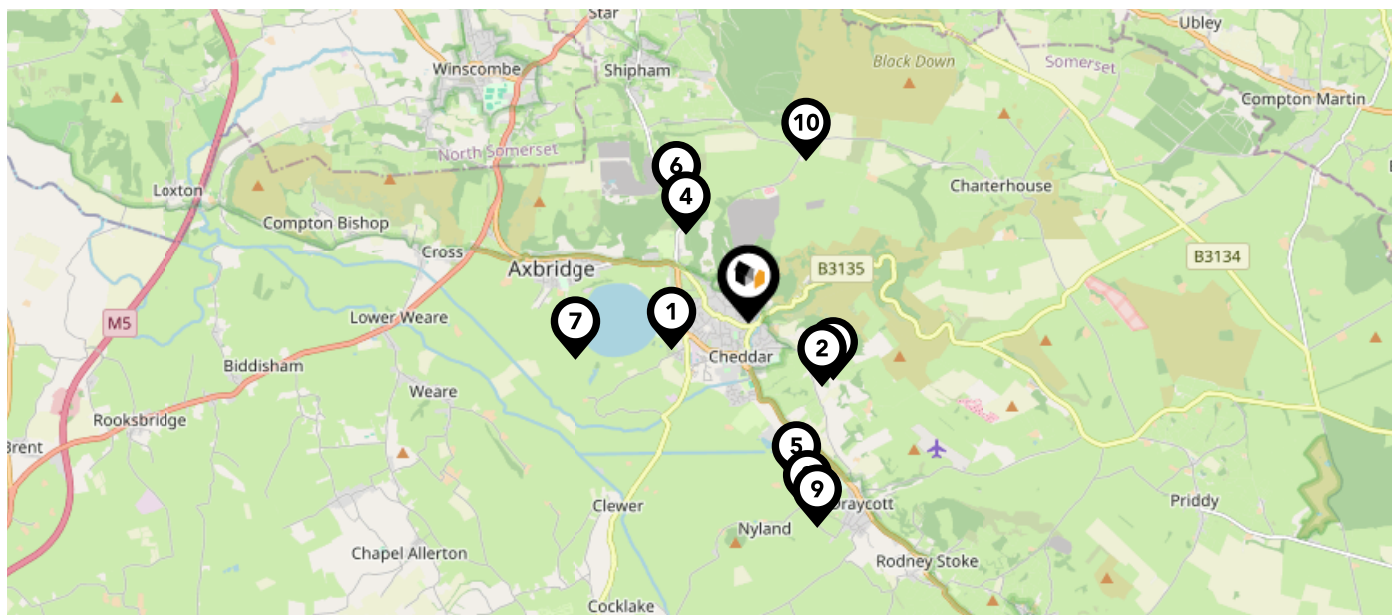 Star
Ubley
Winscombe
Shipham
Black Down
Somerset
Compton Martin
10
North Somerset
6
Loxton
4
Charterhouse
Compton Bishop
Cross
Axbridge
B3135
B3134
M5
Lower Weare
7
1
2
Cheddar
Biddisham
Weare
Rooksbridge
Brent
5
9
Draycott
Clewer
Priddy
Nyland
Chapel Allerton
Rodney Stoke
Cocklake